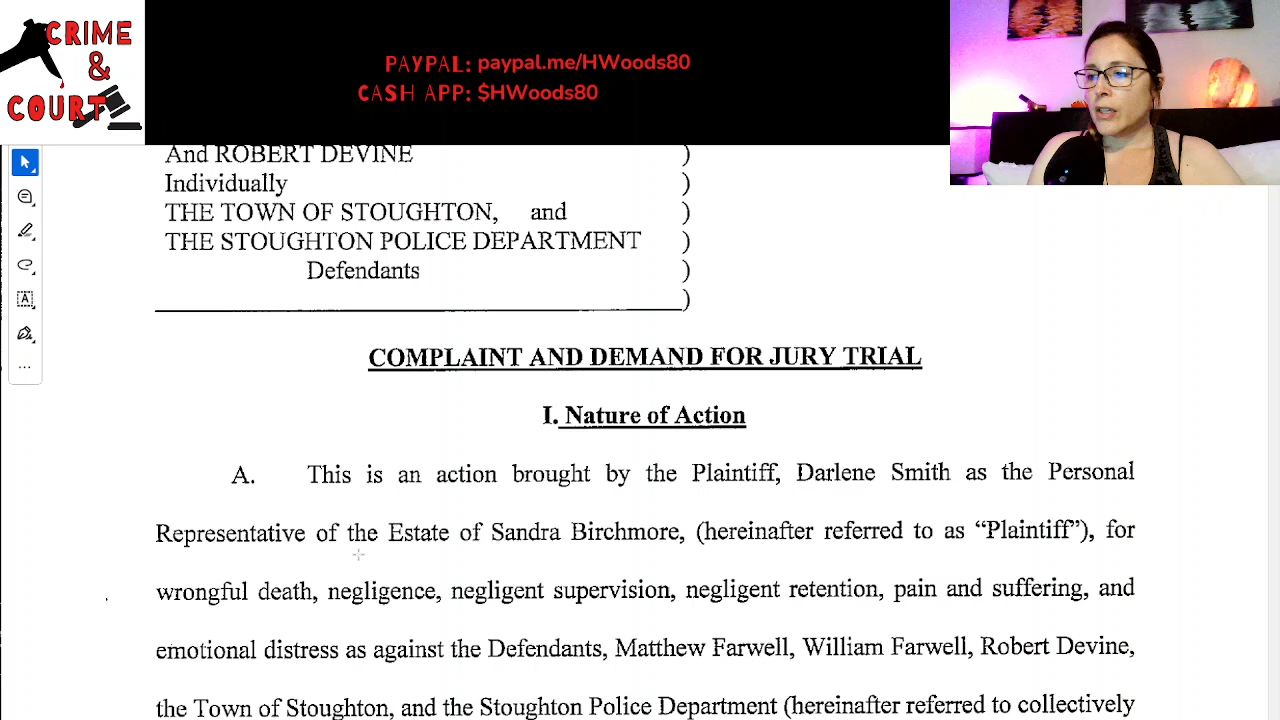 CRIME
&
COURT
PAYPAL: paypal.me/HWoods80
CASH APP: $HWoods80
And ROBERT DEVINE )
Individually )
THE TOWN OF STOUGHTON, and )
THE STOUGHTON POLICE DEPARTMENT )
Defendants )
)
COMPLAINT AND DEMAND FOR JURY TRIAL
I. Nature of Action
A. This is an action brought by the Plaintiff, Darlene Smith as the Personal
Representative of the Estate of Sandra Birchmore, (hereinafter referred to as “Plaintiff”), for
wrongful death, negligence, negligent supervision, negligent retention, pain and suffering, and
emotional distress as against the Defendants, Matthew Farwell, William Farwell, Robert Devine,
the Town of Stoughton, and the Stoughton Police Department (hereinafter referred to collectively